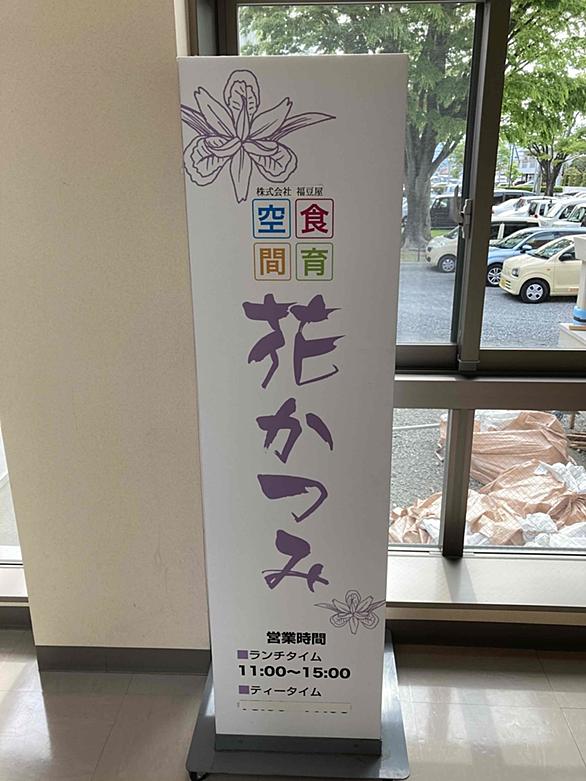 株式会社 福豆屋
食育
空間
花かつみ
営業時間
■ランチタイム
11:00～15:00
■ティータイム